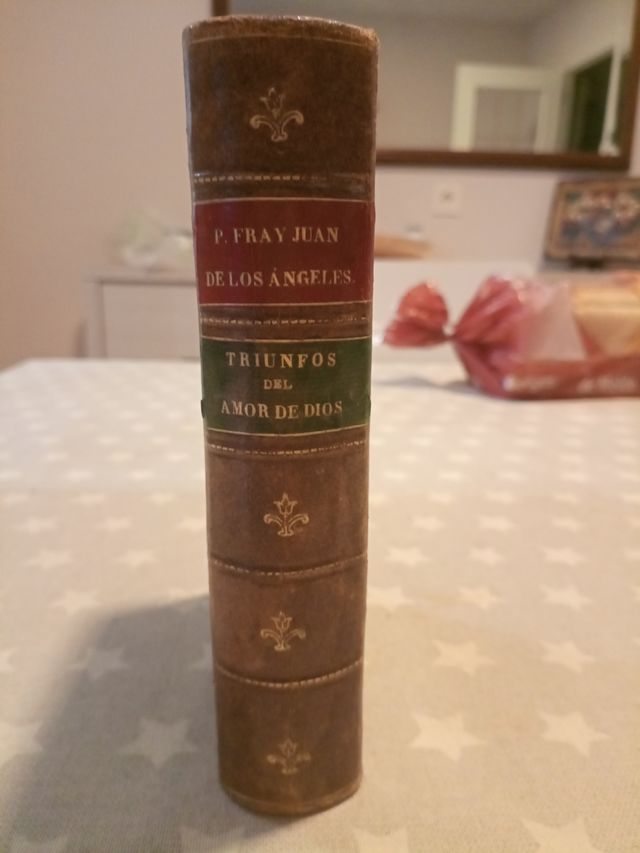 P. FRAY JUAN
DE LOS ÁNGELES.
TRIUNFOS
DEL
AMOR DE DIOS